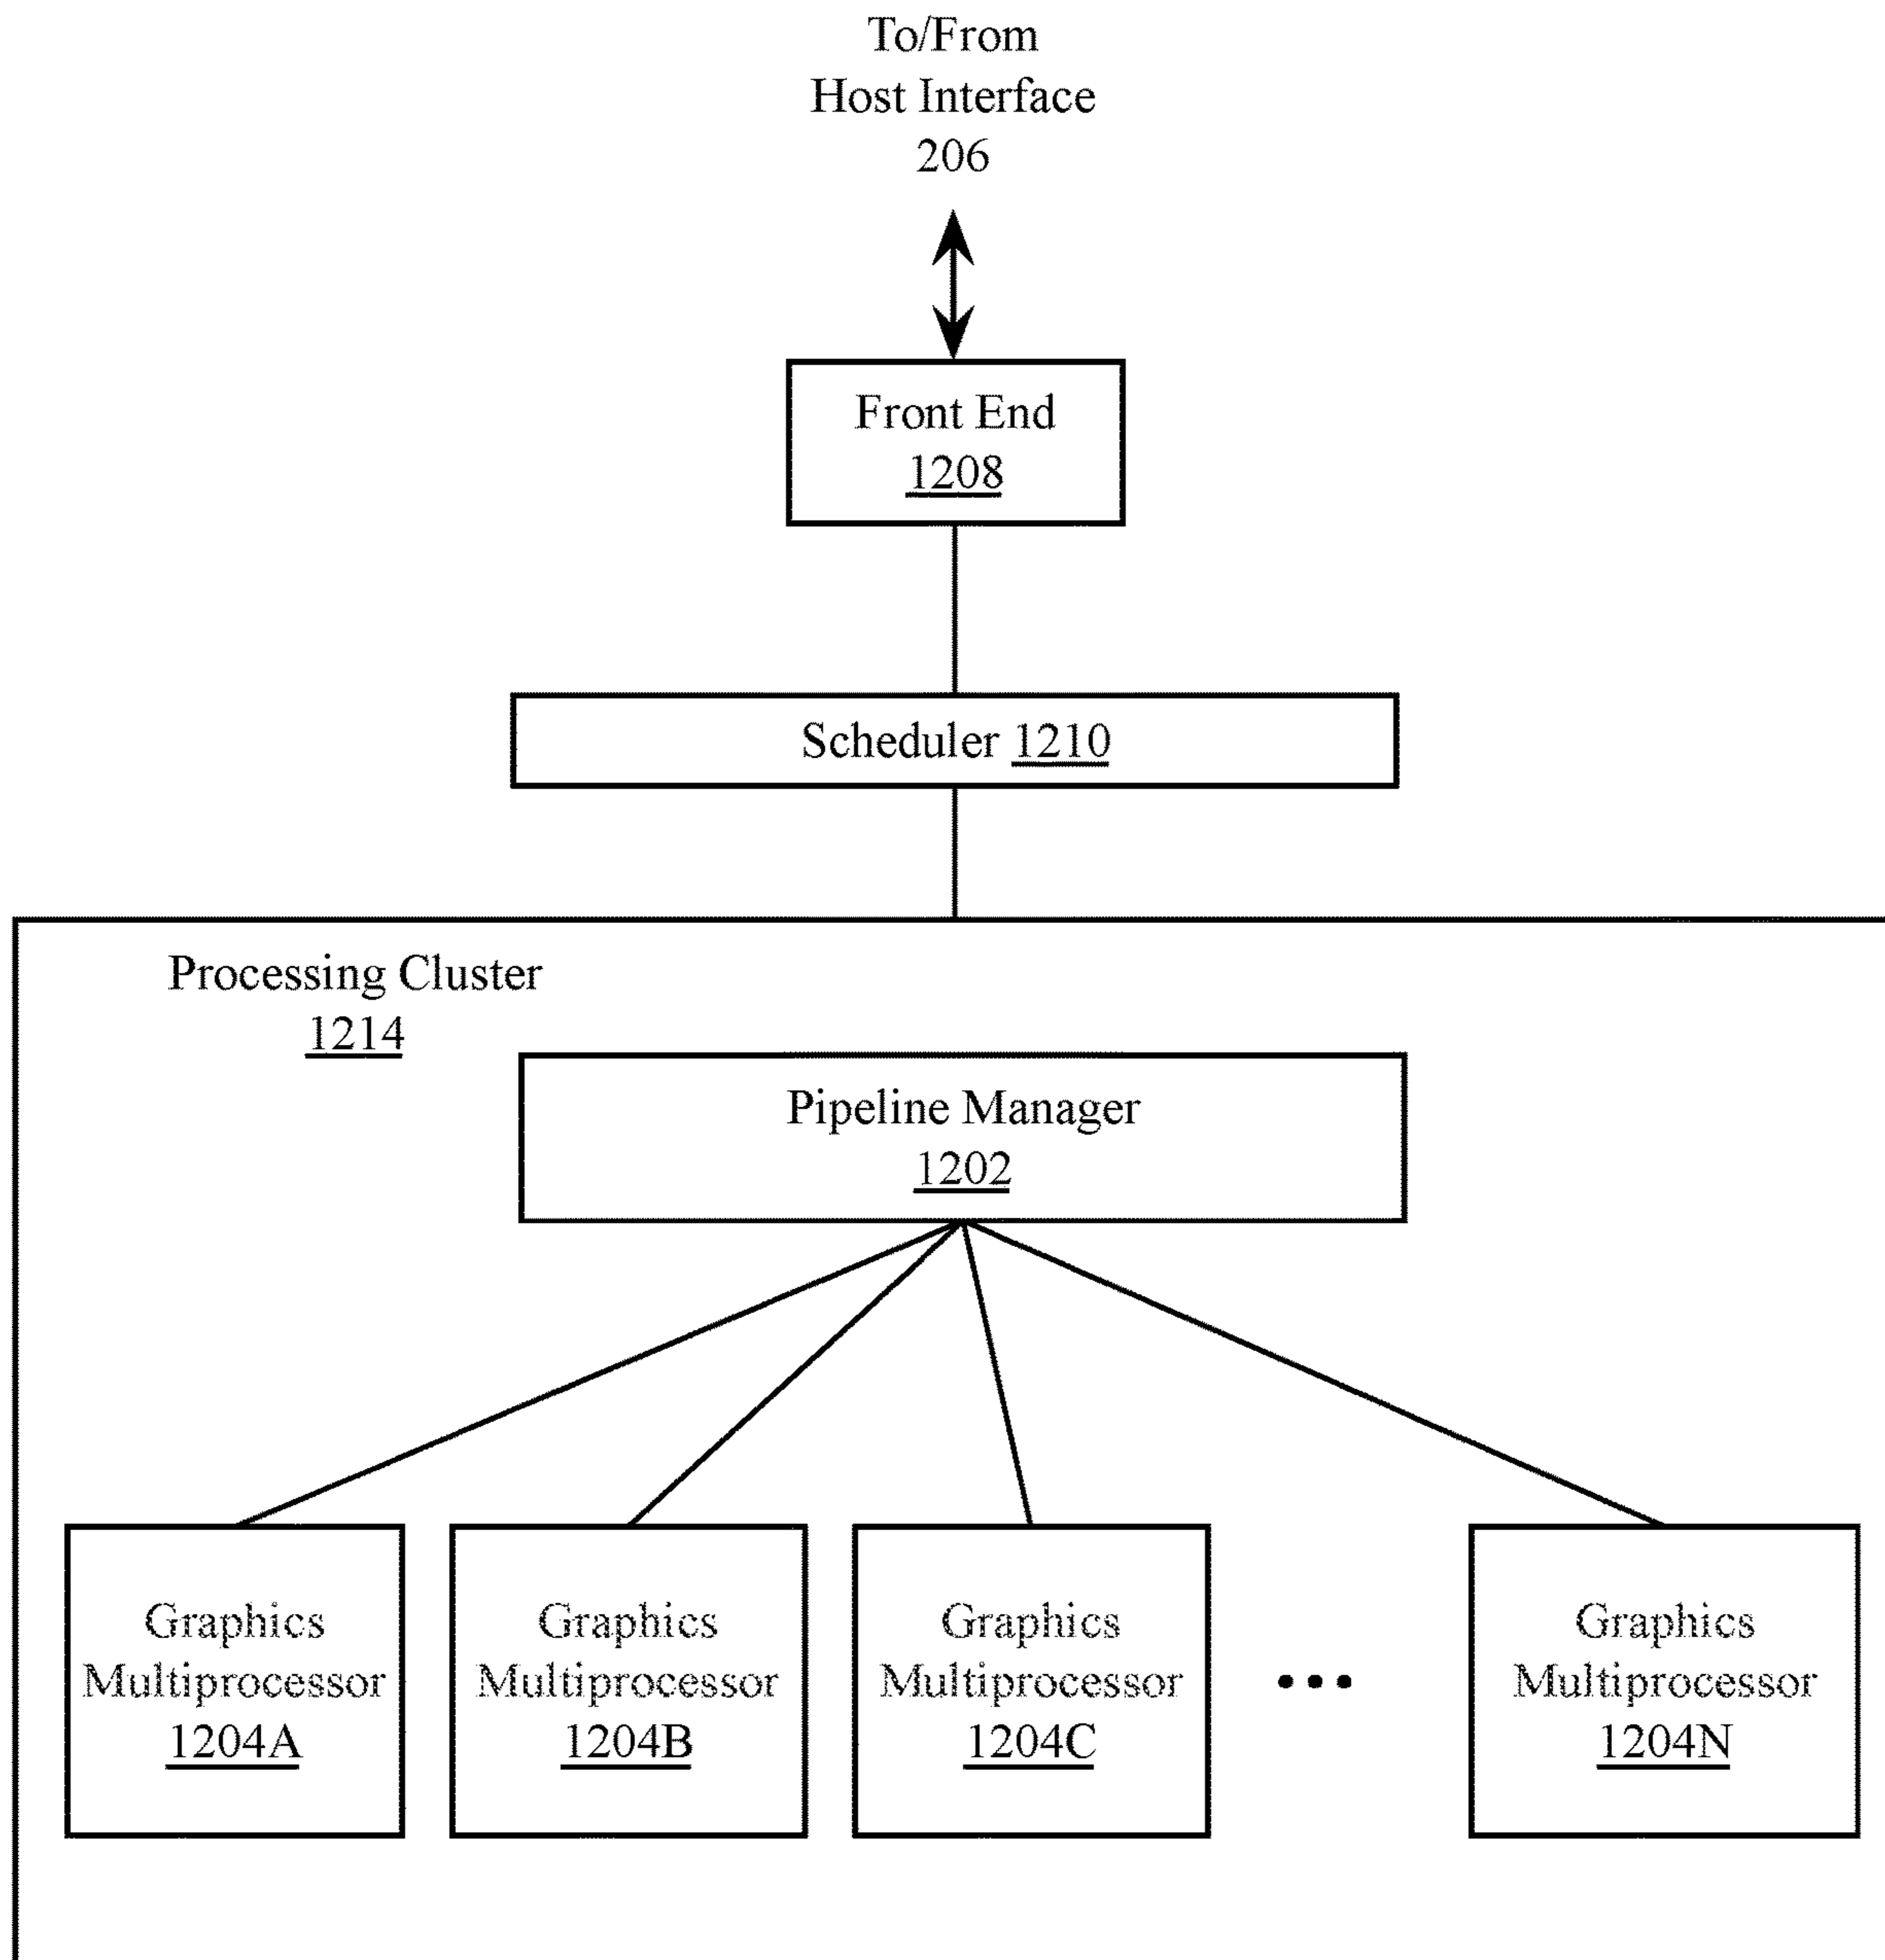 To/From
Host Interface
206
Front End
1208
Scheduler 1210
Processing Cluster
1214
Pipeline Manager
1202
Graphics
Multiprocessor
1204A
Graphics
Multiprocessor
1204B
Graphics
Multiprocessor
1204C
•••
Graphics
Multiprocessor
1204N